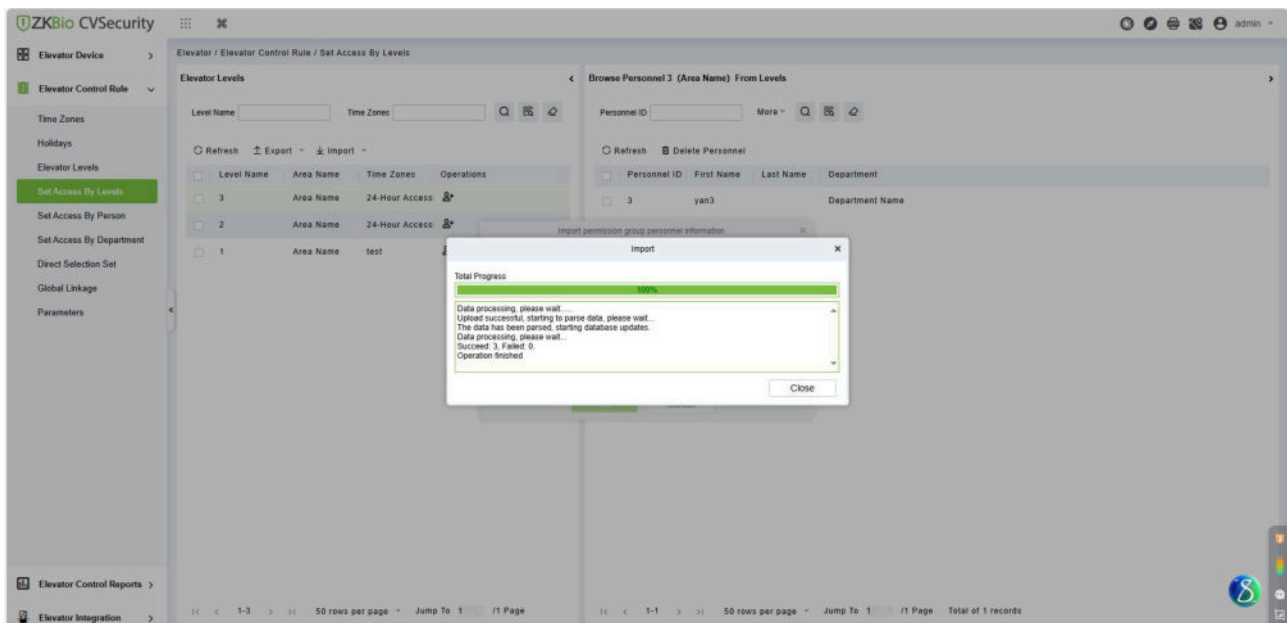 ZKBio CVSecurity
admin
Elevator Device
Elevator Control Rule
Time Zones
Holidays
Elevator Levels
Set Access By Levels
Set Access By Person
Set Access By Department
Direct Selection Set
Global Linkage
Parameters
Elevator Control Reports
Elevator Integration
Elevator / Elevator Control Rule / Set Access By Levels
Elevator Levels
Level Name Time Zones
Refresh Export Import
Level Name Area Name Time Zones Operations
3 Area Name 24-Hour Access
2 Area Name 24-Hour Access
1 Area Name test
1-3 50 rows per page Jump To 1 /1 Page
Browse Personnel 3 (Area Name) From Levels
Personnel ID More
Refresh Delete Personnel
Personnel ID First Name Last Name Department
3 yan3 Department Name
1-1 50 rows per page Jump To 1 /1 Page Total of 1 records
Import permission group personnel information
Import
Total Progress
100%
Data processing, please wait......
Upload successful, starting to parse data, please wait...
The data has been parsed, starting database updates.
Data processing, please wait...
Succeed: 3, Failed: 0.
Operation finished
Close